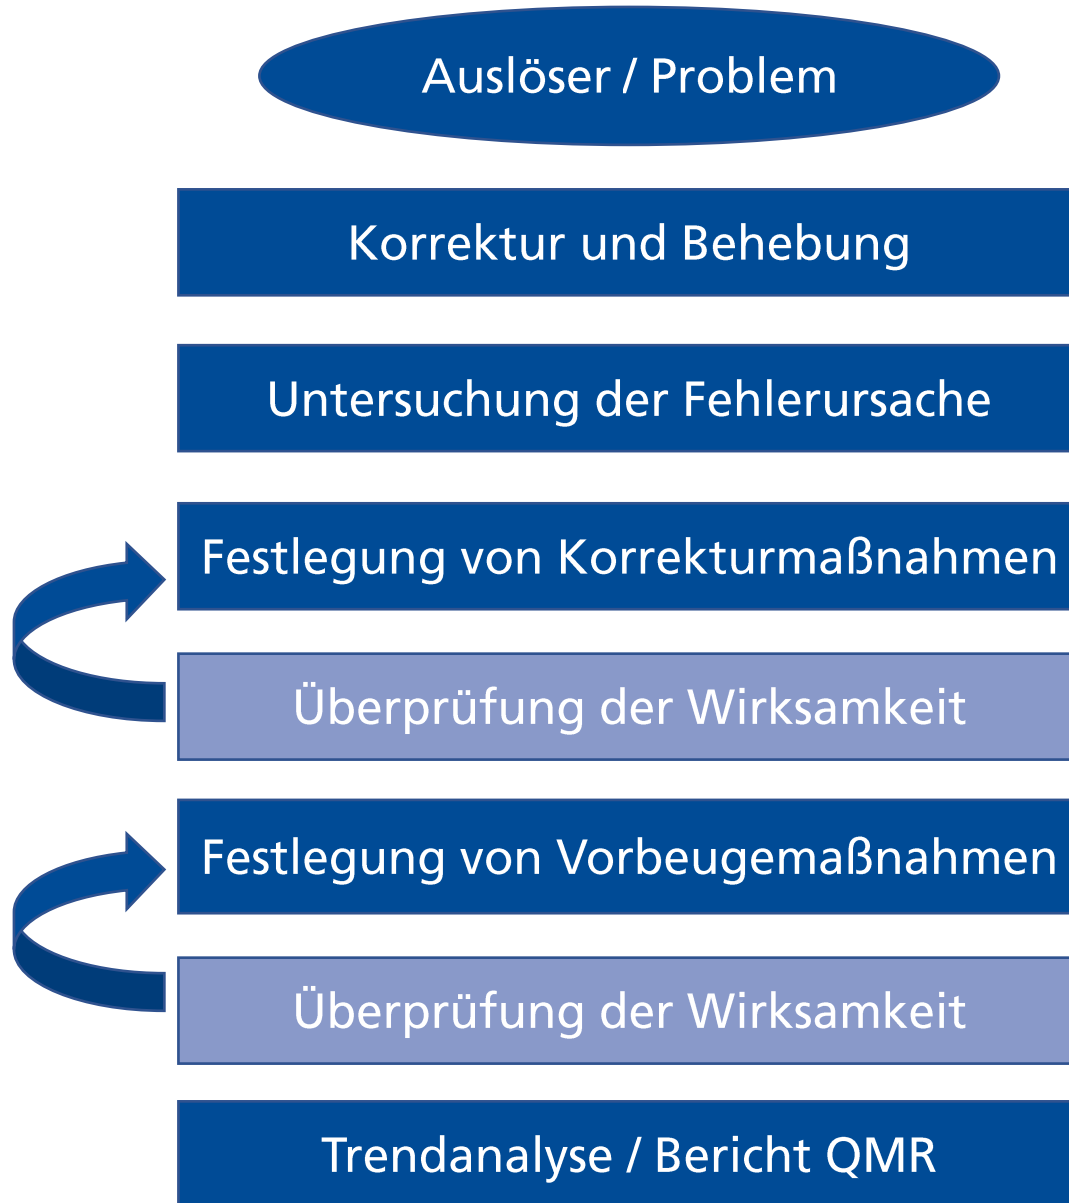 Auslöser / Problem
Korrektur und Behebung
Untersuchung der Fehlerursache
Festlegung von Korrekturmaßnahmen
Überprüfung der Wirksamkeit
Festlegung von Vorbeugemaßnahmen
Überprüfung der Wirksamkeit
Trendanalyse / Bericht QMR